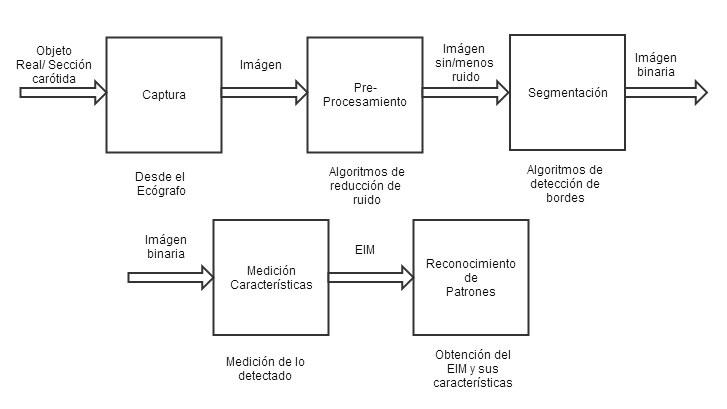 Objeto
Real/ Sección
carótida
Captura
Desde el
Ecógrafo
Imágen
Pre-
Procesamiento
Algoritmos de
reducción de
ruido
Imágen
sin/menos
ruido
Segmentación
Algoritmos de
detección de
bordes
Imágen
binaria
Imágen
binaria
Medición
Características
Medición de lo
detectado
EIM
Reconocimiento
de
Patrones
Obtención del
EIM y sus
características